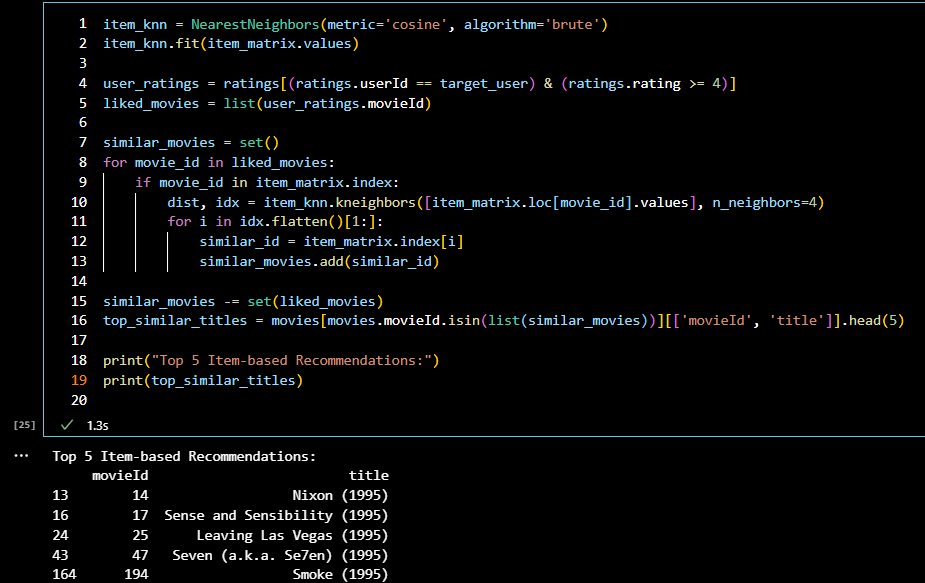 1 item_knn = NearestNeighbors(metric='cosine', algorithm='brute')
2 item_knn.fit(item_matrix.values)
3
4 user_ratings = ratings[(ratings.userId == target_user) & (ratings.rating >= 4)]
5 liked_movies = list(user_ratings.movieId)
6
7 similar_movies = set()
8 for movie_id in liked_movies:
9     if movie_id in item_matrix.index:
10         dist, idx = item_knn.kneighbors([item_matrix.loc[movie_id].values], n_neighbors=4)
11         for i in idx.flatten()[1:]:
12             similar_id = item_matrix.index[i]
13             similar_movies.add(similar_id)
14
15 similar_movies -= set(liked_movies)
16 top_similar_titles = movies[movies.movieId.isin(list(similar_movies))][['movieId', 'title']].head(5)
17
18 print("Top 5 Item-based Recommendations:")
19 print(top_similar_titles)
20
[25] ✓ 1.3s
... Top 5 Item-based Recommendations:
     movieId                         title
13        14                  Nixon (1995)
16        17  Sense and Sensibility (1995)
24        25      Leaving Las Vegas (1995)
43        47   Seven (a.k.a. Se7en) (1995)
164      194                  Smoke (1995)